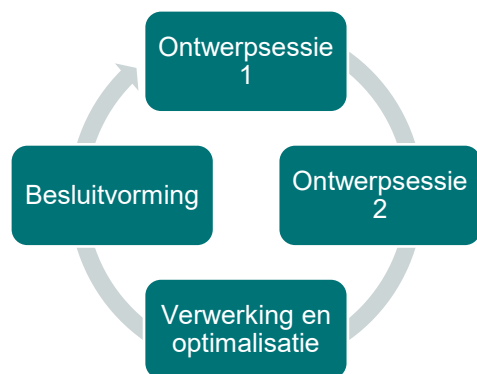 Ontwerpsessie
1
Ontwerpsessie
2
Verwerking en
optimalisatie
Besluitvorming